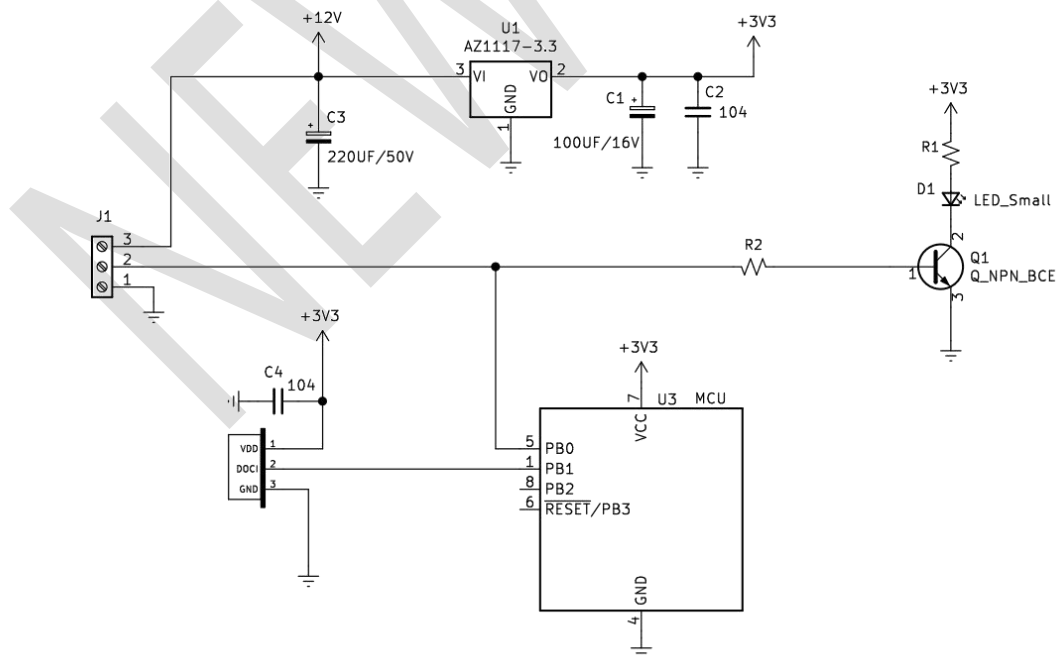 +12V
U1
AZ1117-3.3
+3V3
3 VI
VO 2
GND
1
C3
220UF/50V
C1
100UF/16V
C2
104
+3V3
R1
D1
LED_Small
J1
3
2
1
R2
2
1
Q1
Q_NPN_BCE
3
+3V3
C4
104
VDD 1
DOCI 2
GND 3
+3V3
7
U3
MCU
VCC
5 PB0
1 PB1
8 PB2
6 RESET/PB3
GND
4
NEW